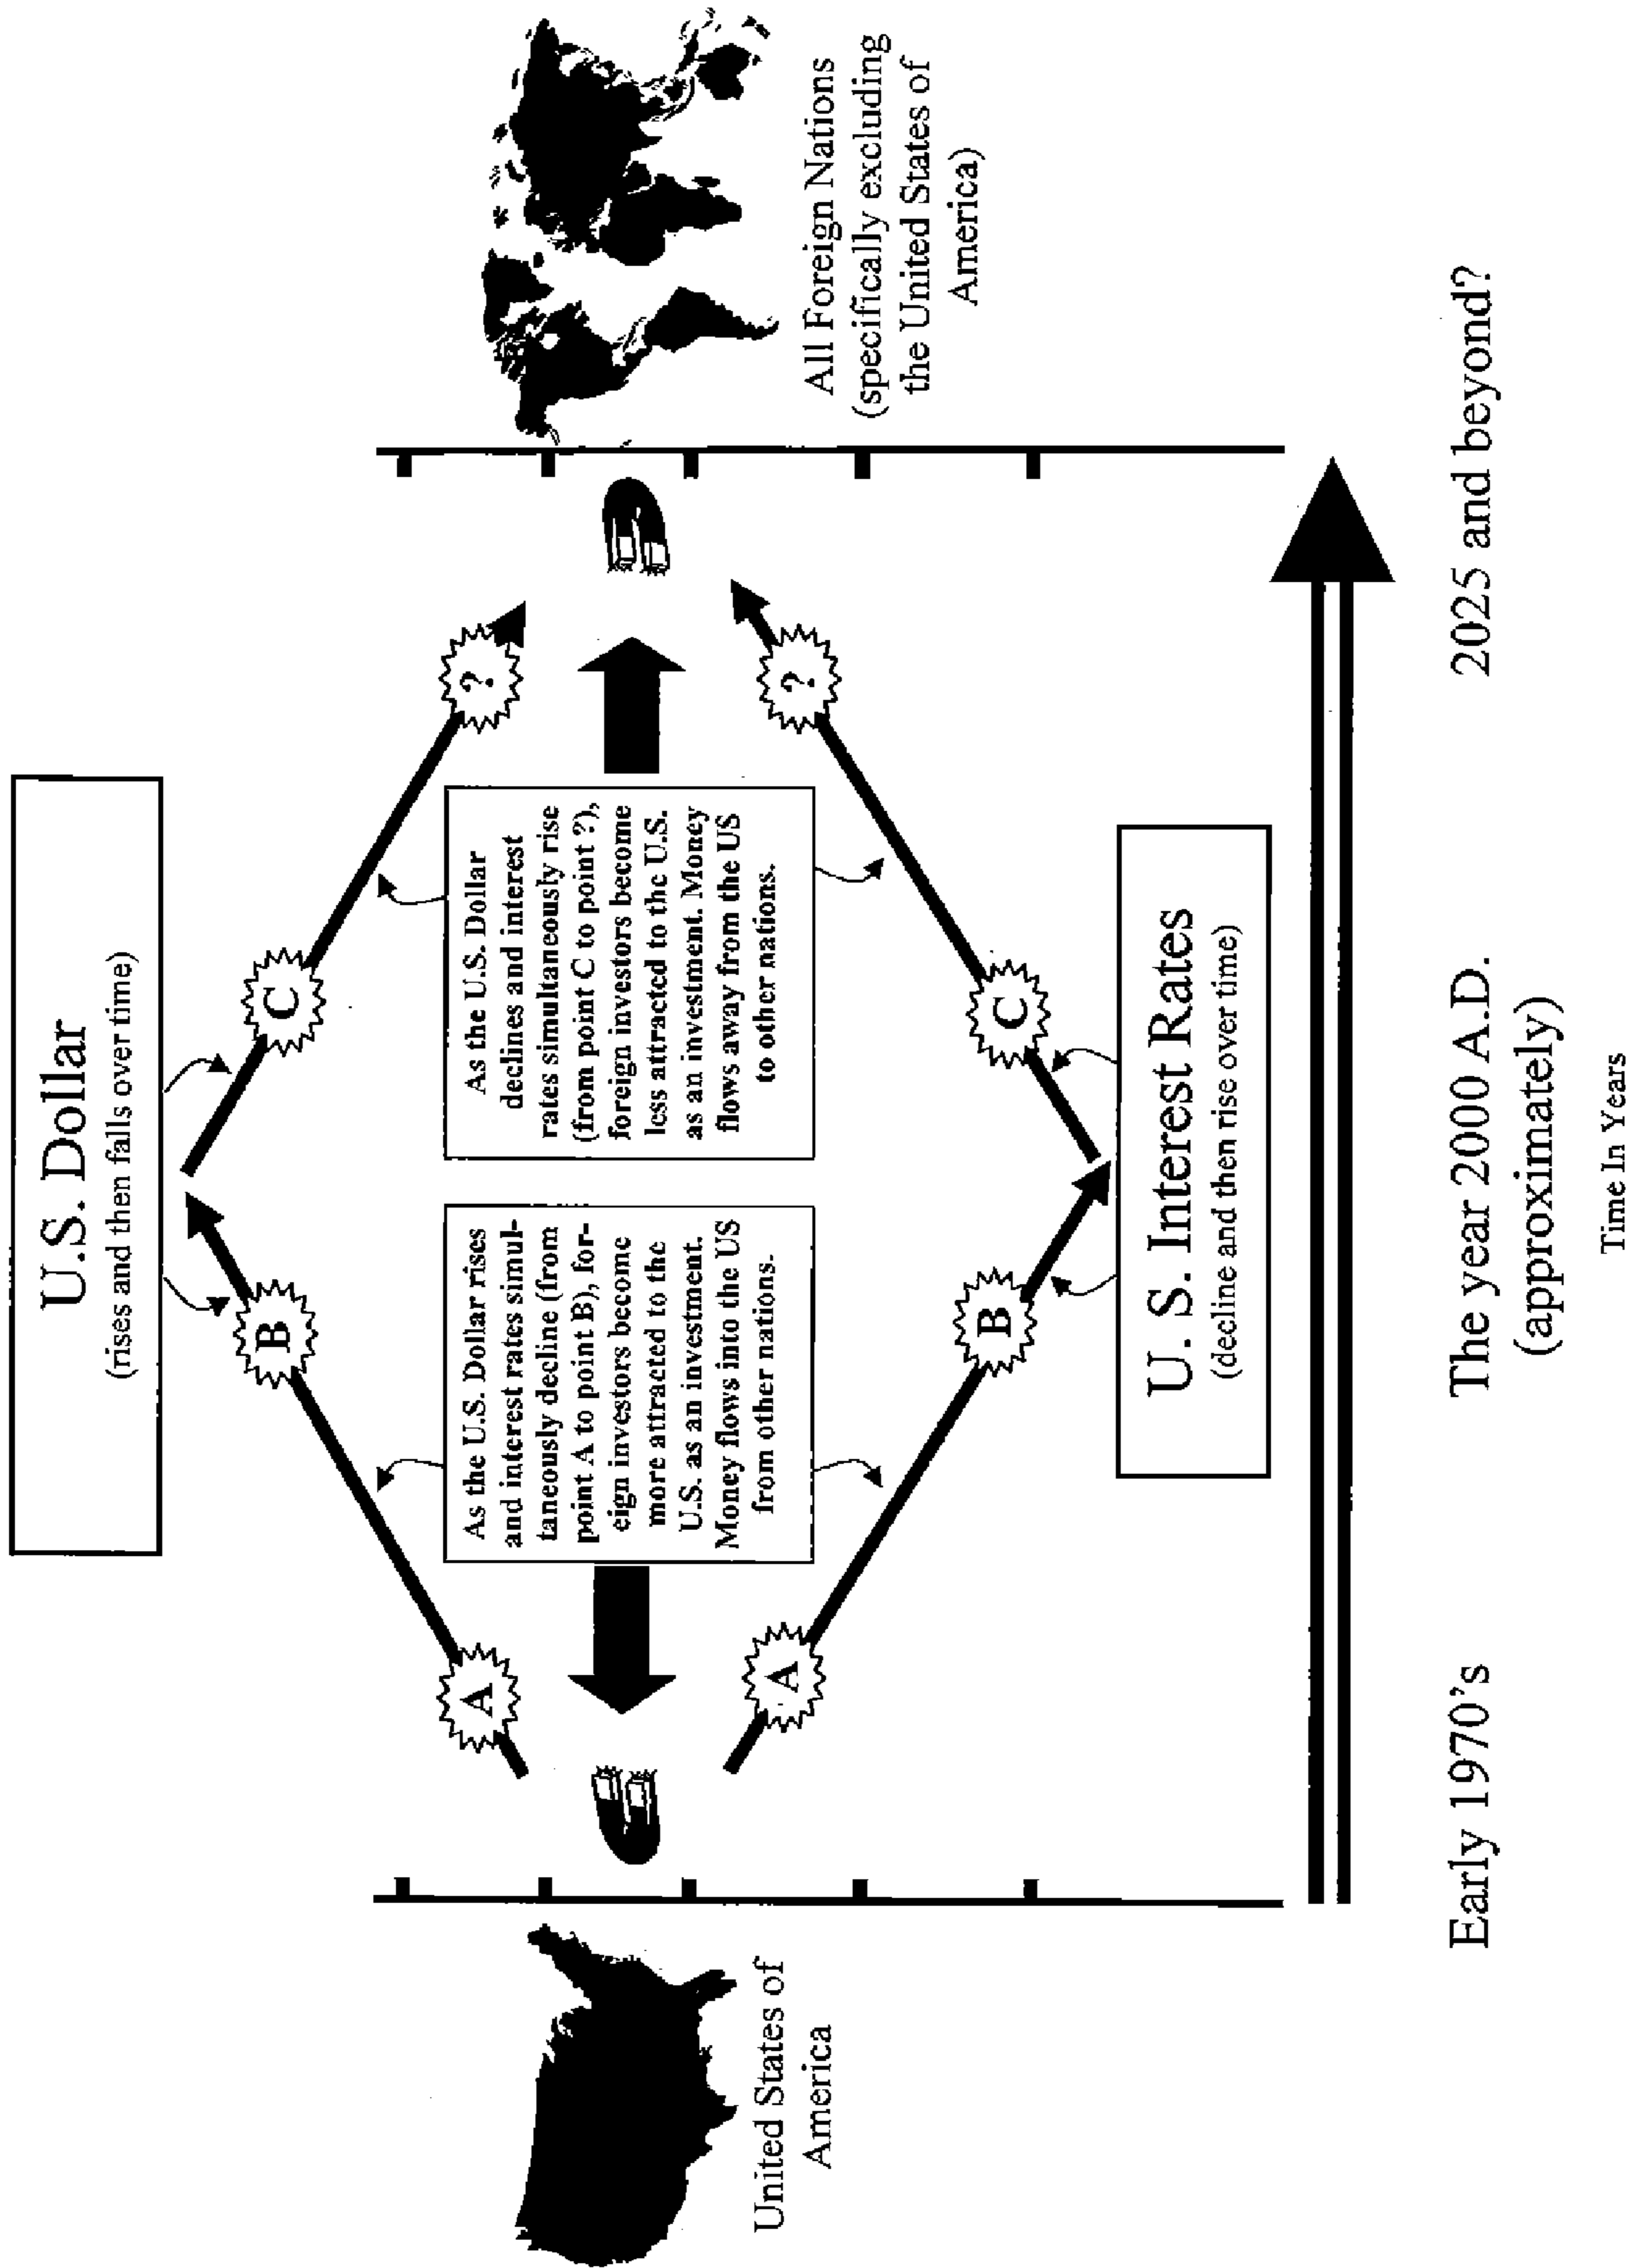 U.S. Dollar
(rises and then falls over time)
B
C
A
?
As the U.S. Dollar rises
and interest rates simul-
taneously decline (from
point A to point B), for-
eign investors become
more attracted to the
U.S. as an investment.
Money flows into the US
from other nations.
As the U.S. Dollar
declines and interest
rates simultaneously rise
(from point C to point ?),
foreign investors become
less attracted to the U.S.
as an investment. Money
flows away from the US
to other nations.
United States of
America
All Foreign Nations
(specifically excluding
the United States of
America)
A
?
B
C
U. S. Interest Rates
(decline and then rise over time)
Early 1970's
The year 2000 A.D.
(approximately)
2025 and beyond?
Time In Years